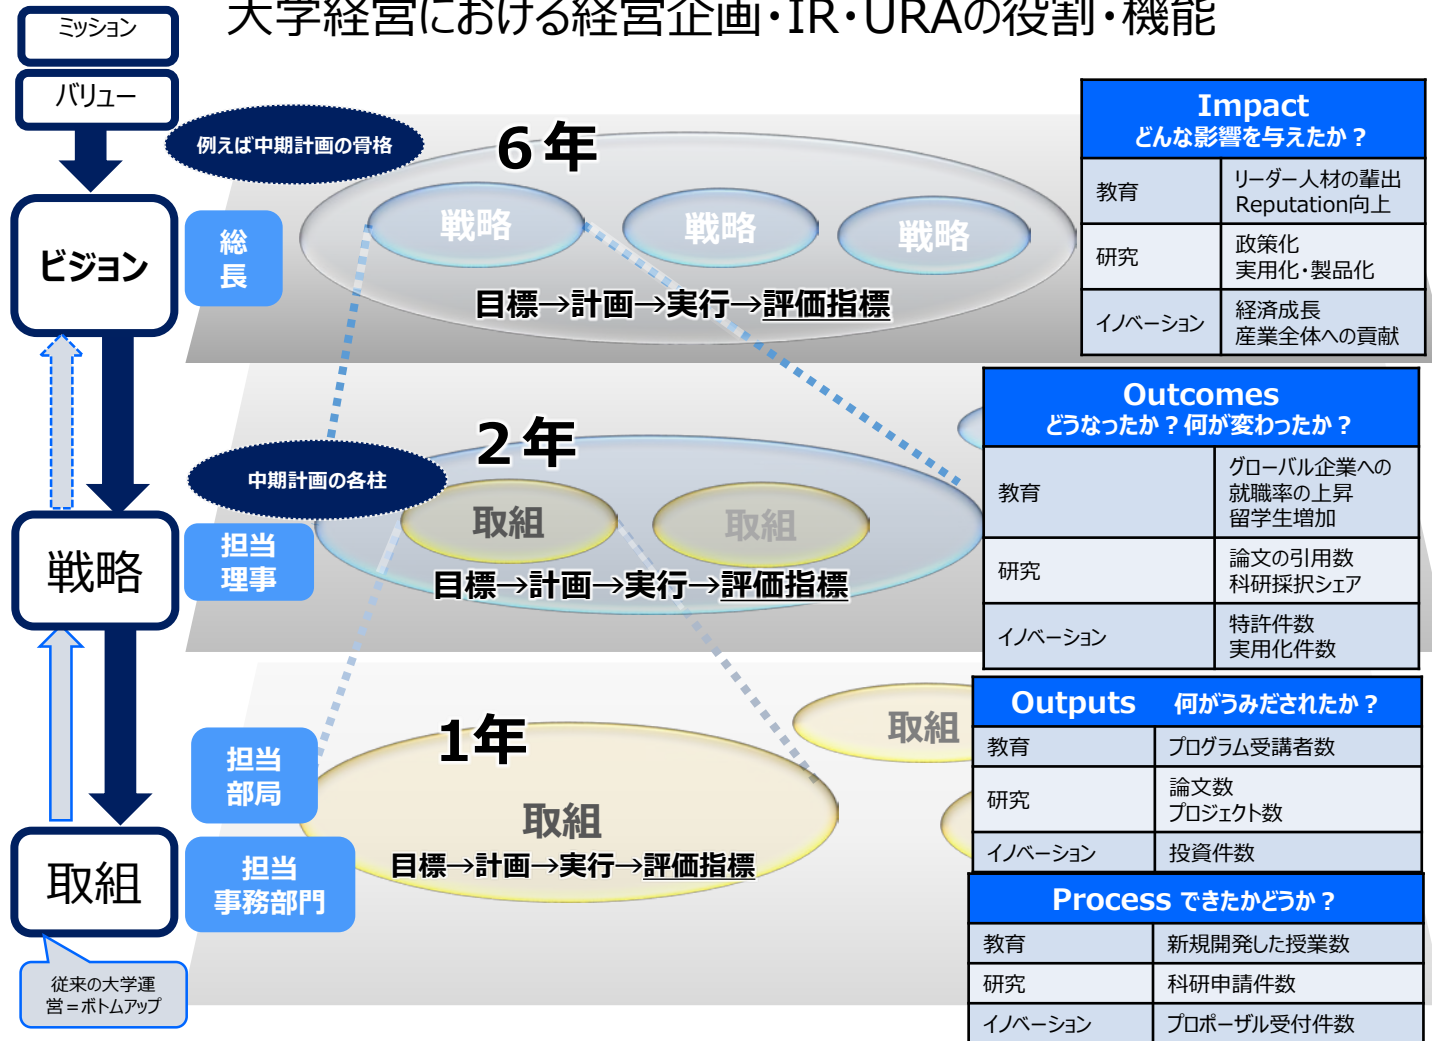 大学経営における経営企画・IR・URAの役割・機能
ミッション
バリュー
ビジョン
戦略
取組
従来の大学運
営＝ボトムアップ
例えば中期計画の骨格
6年
総
長
戦略
戦略
戦略
目標→計画→実行→評価指標
中期計画の各柱
2年
担当
理事
取組
取組
目標→計画→実行→評価指標
1年
担当
部局
担当
事務部門
取組
取組
目標→計画→実行→評価指標
Impact
どんな影響を与えたか？
教育
リーダー人材の輩出
Reputation向上
研究
政策化
実用化・製品化
イノベーション
経済成長
産業全体への貢献
Outcomes
どうなったか？何が変わったか？
教育
グローバル企業への
就職率の上昇
留学生増加
研究
論文の引用数
科研採択シェア
イノベーション
特許件数
実用化件数
Outputs 何がうみだされたか？
教育
プログラム受講者数
研究
論文数
プロジェクト数
イノベーション
投資件数
Process できたかどうか？
教育
新規開発した授業数
研究
科研申請件数
イノベーション
プロポーザル受付件数